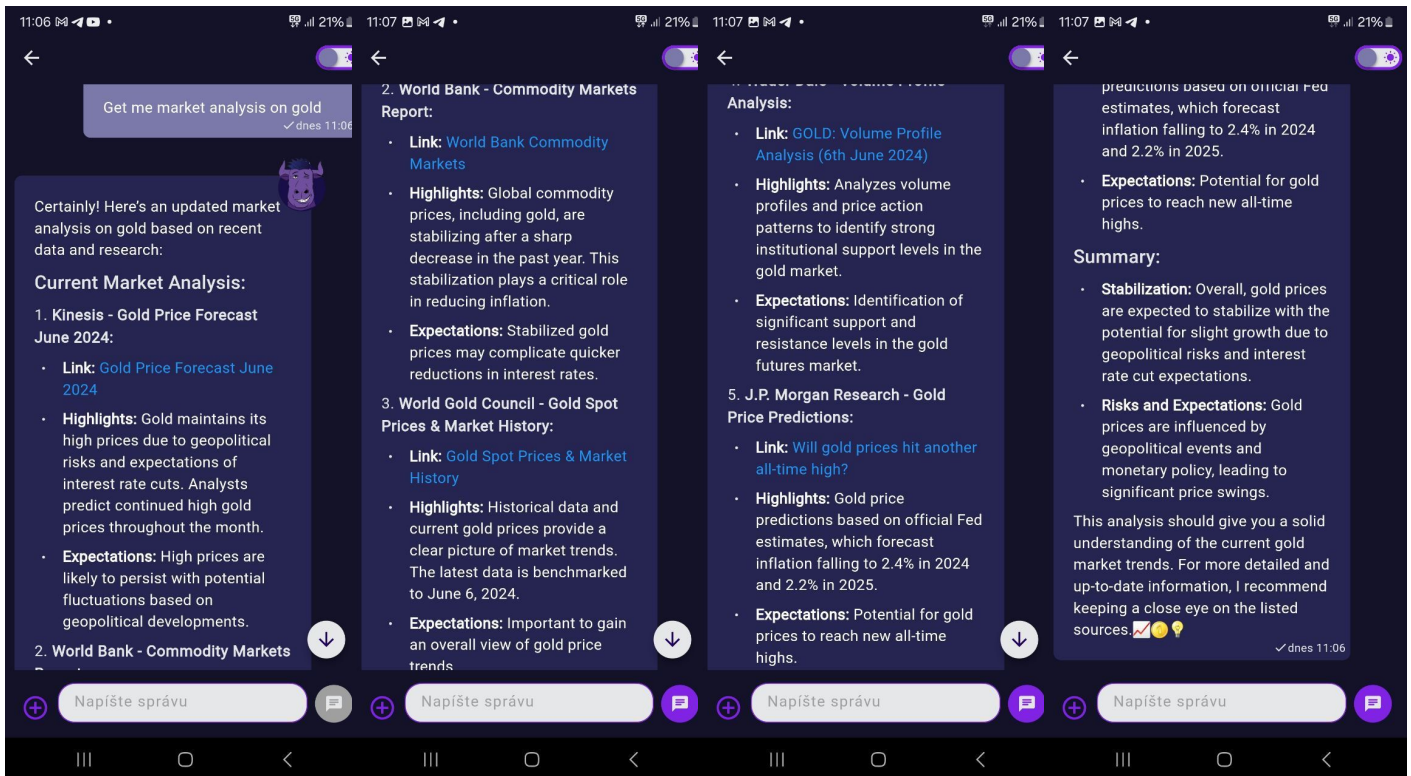 11:06
21%
Get me market analysis on gold
dnes 11:06
Certainly! Here's an updated market
analysis on gold based on recent
data and research:
Current Market Analysis:
1. Kinesis - Gold Price Forecast
June 2024:
• Link: Gold Price Forecast June
2024
• Highlights: Gold maintains its
high prices due to geopolitical
risks and expectations of
interest rate cuts. Analysts
predict continued high gold
prices throughout the month.
• Expectations: High prices are
likely to persist with potential
fluctuations based on
geopolitical developments.
2. World Bank - Commodity Markets
Napíšte správu
11:07
21%
2. World Bank - Commodity Markets
Report:
• Link: World Bank Commodity
Markets
• Highlights: Global commodity
prices, including gold, are
stabilizing after a sharp
decrease in the past year. This
stabilization plays a critical role
in reducing inflation.
• Expectations: Stabilized gold
prices may complicate quicker
reductions in interest rates.
3. World Gold Council - Gold Spot
Prices & Market History:
• Link: Gold Spot Prices & Market
History
• Highlights: Historical data and
current gold prices provide a
clear picture of market trends.
The latest data is benchmarked
to June 6, 2024.
• Expectations: Important to gain
an overall view of gold price
trends
Napíšte správu
11:07
21%
Analysis:
• Link: GOLD: Volume Profile
Analysis (6th June 2024)
• Highlights: Analyzes volume
profiles and price action
patterns to identify strong
institutional support levels in the
gold market.
• Expectations: Identification of
significant support and
resistance levels in the gold
futures market.
5. J.P. Morgan Research - Gold
Price Predictions:
• Link: Will gold prices hit another
all-time high?
• Highlights: Gold price
predictions based on official Fed
estimates, which forecast
inflation falling to 2.4% in 2024
and 2.2% in 2025.
• Expectations: Potential for gold
prices to reach new all-time
highs.
Napíšte správu
11:07
21%
predictions based on official Fed
estimates, which forecast
inflation falling to 2.4% in 2024
and 2.2% in 2025.
• Expectations: Potential for gold
prices to reach new all-time
highs.
Summary:
• Stabilization: Overall, gold prices
are expected to stabilize with the
potential for slight growth due to
geopolitical risks and interest
rate cut expectations.
• Risks and Expectations: Gold
prices are influenced by
geopolitical events and
monetary policy, leading to
significant price swings.
This analysis should give you a solid
understanding of the current gold
market trends. For more detailed and
up-to-date information, I recommend
keeping a close eye on the listed
sources.
dnes 11:06
Napíšte správu